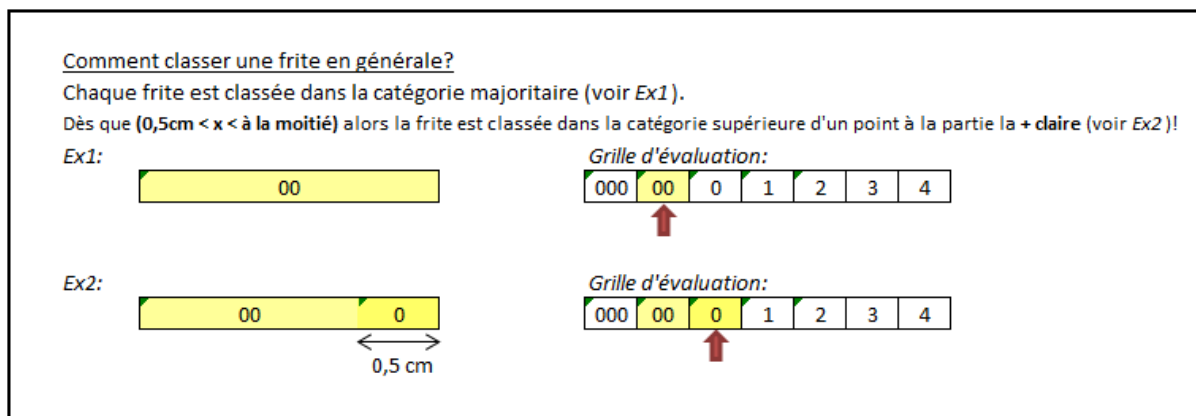 Comment classer une frite en générale?
Chaque frite est classée dans la catégorie majoritaire (voir Ex1).
Dès que (0,5cm < x < à la moitié) alors la frite est classée dans la catégorie supérieure d'un point à la partie la + claire (voir Ex2)!
Ex1: Grille d'évaluation:
00 000 00 0 1 2 3 4
Ex2: Grille d'évaluation:
00 0 000 00 0 1 2 3 4
0,5 cm